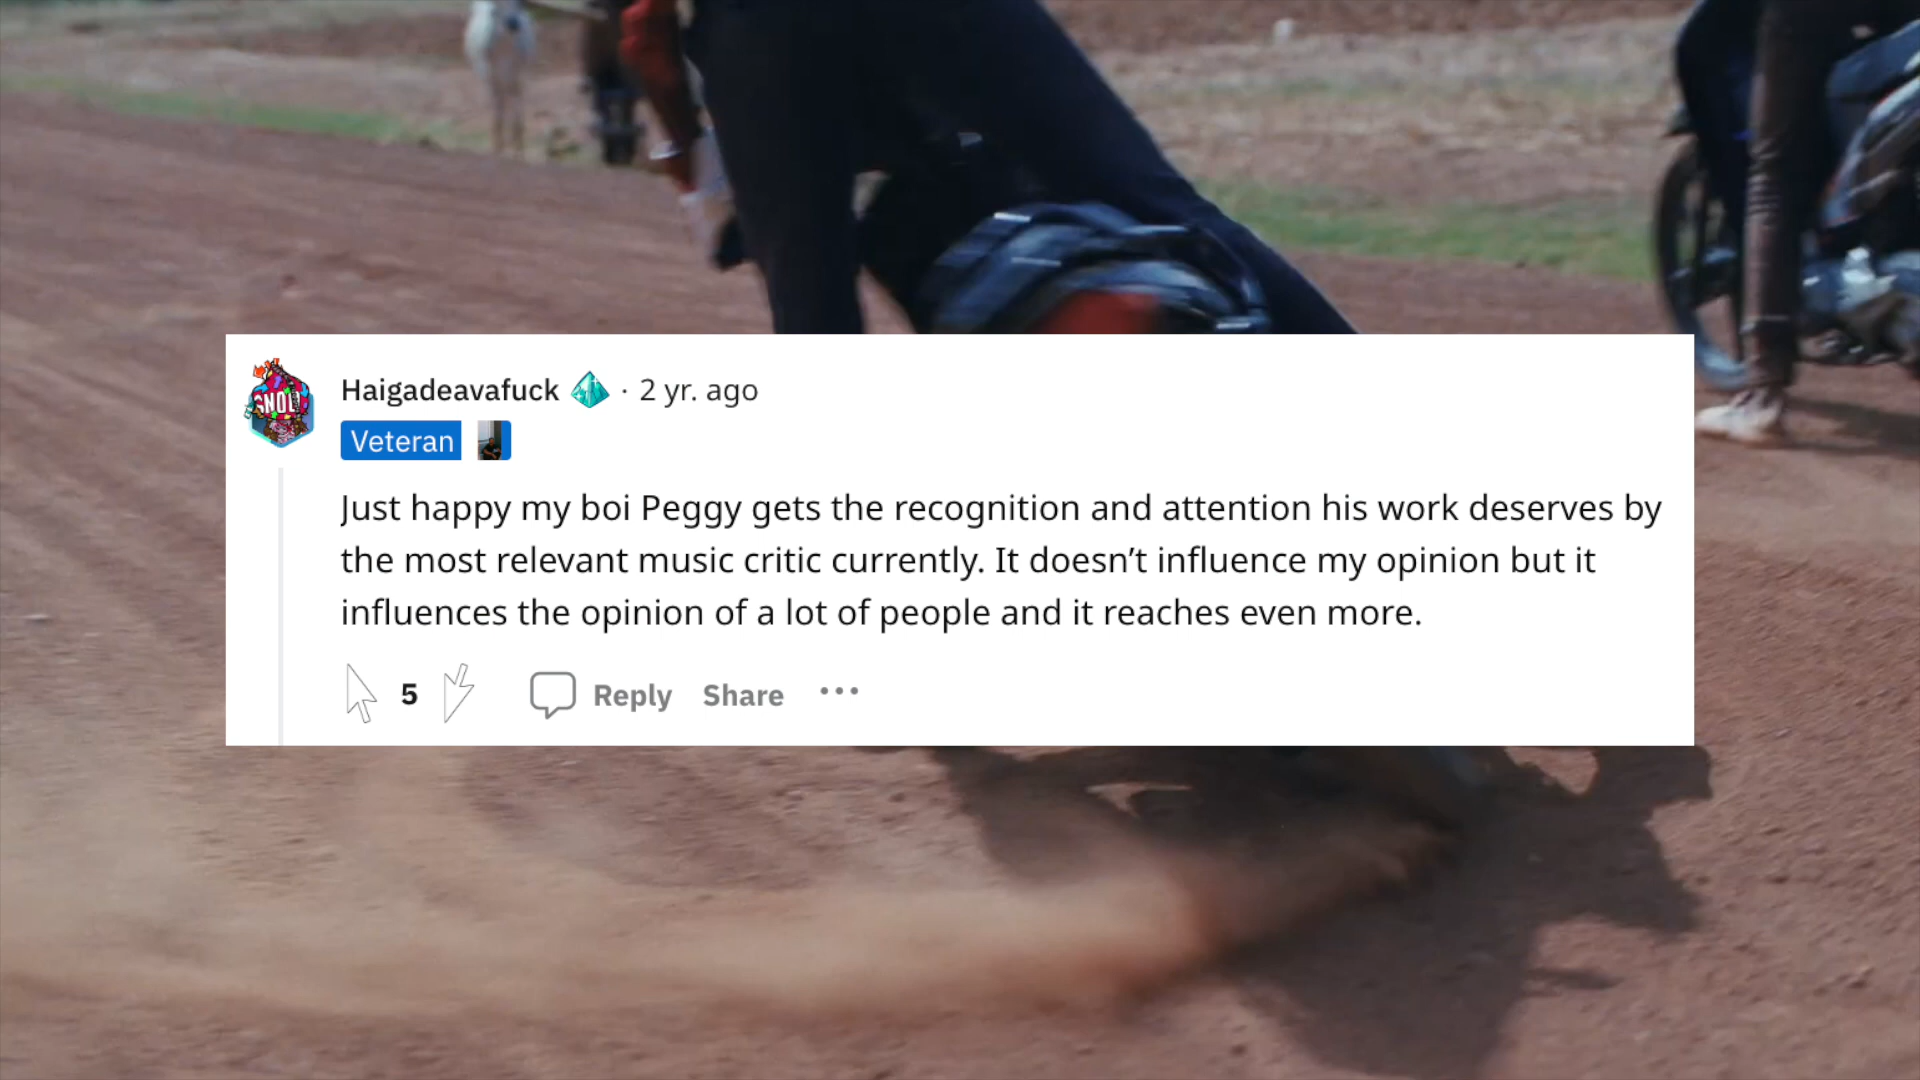 Haigadeavafuck · 2 yr. ago
Veteran
Just happy my boi Peggy gets the recognition and attention his work deserves by
the most relevant music critic currently. It doesn’t influence my opinion but it
influences the opinion of a lot of people and it reaches even more.
5 Reply Share ···